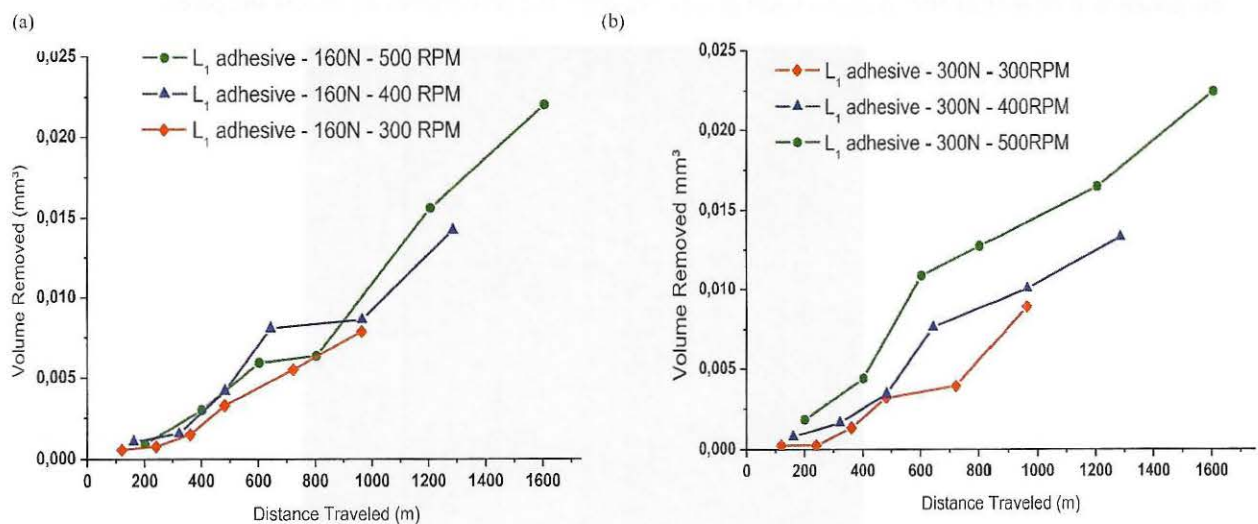 (a)
0,025
0,020
0,015
0,010
0,005
0,000
Volume Removed (mm³)
L₁ adhesive - 160N - 500 RPM
L₁ adhesive - 160N - 400 RPM
L₁ adhesive - 160N - 300 RPM
0 200 400 600 800 1000 1200 1400 1600
Distance Traveled (m)
(b)
0,025
0,020
0,015
0,010
0,005
0,000
Volume Removed mm³
L₁ adhesive - 300N - 300RPM
L₁ adhesive - 300N - 400RPM
L₁ adhesive - 300N - 500RPM
0 200 400 600 800 1000 1200 1400 1600
Distance Traveled (m)